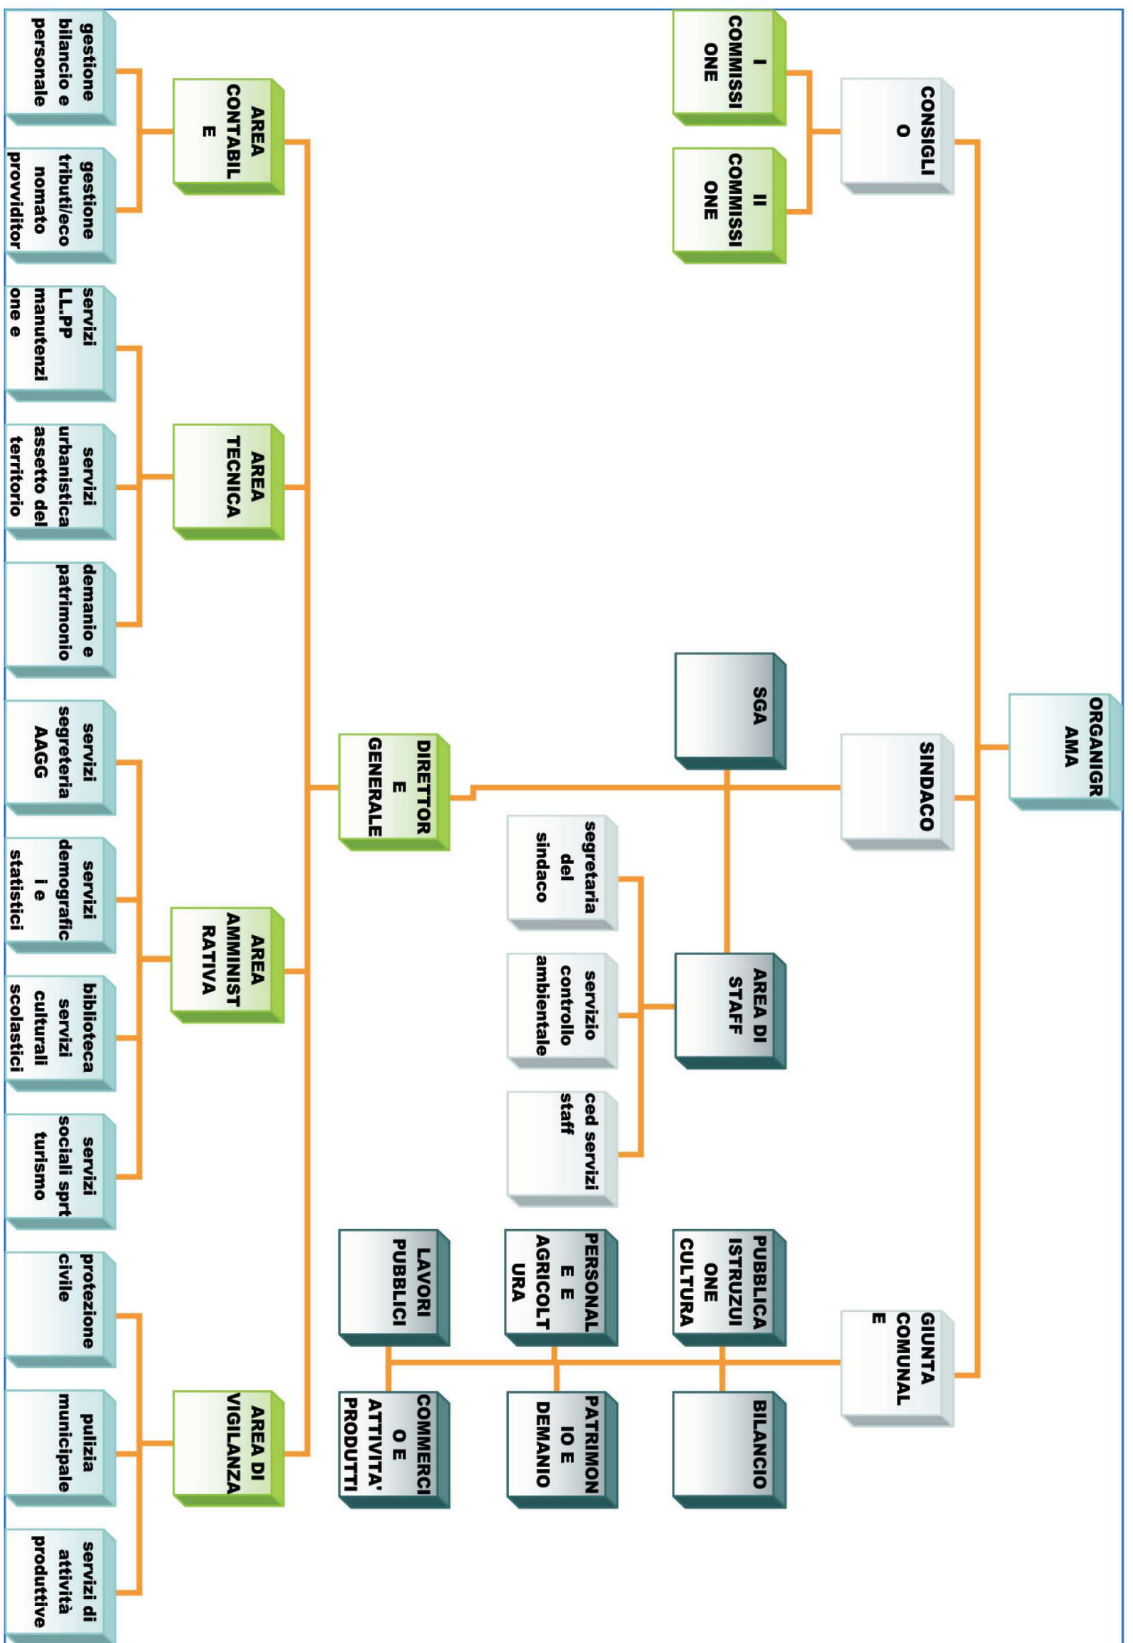 ORGANIGR
AMA
CONSIGLI
O
SINDACO
GIUNTA
COMUNAL
E
I
COMMISSI
ONE
II
COMMISSI
ONE
SGA
AREA DI
STAFF
PUBBLICA
ISTRUZUI
ONE
CULTURA
BILANCIO
segretaria
del
sindaco
servizio
controllo
ambientale
ced servizi
staff
PERSONAL
E E
AGRICOLT
URA
PATRIMON
IO E
DEMANIO
DIRETTOR
E
GENERALE
LAVORI
PUBBLICI
COMMERCI
O E
ATTIVITA'
PRODUTTI
AREA
CONTABIL
E
AREA
TECNICA
AREA
AMMINIST
RATIVA
AREA DI
VIGILANZA
gestione
bilancio e
personale
gestione
tributi/eco
nomato
provviditor
servizi
LL.PP
manutenzi
one e
servizi
urbanistica
assetto del
territorio
demanio e
patrimonio
servizi
segreteria
AAGG
servizi
demografic
i e
statistici
biblioteca
servizi
culturali
scolastici
servizi
sociali sprt
turismo
protezione
civile
pulizia
municipale
servizi di
attività
produttive